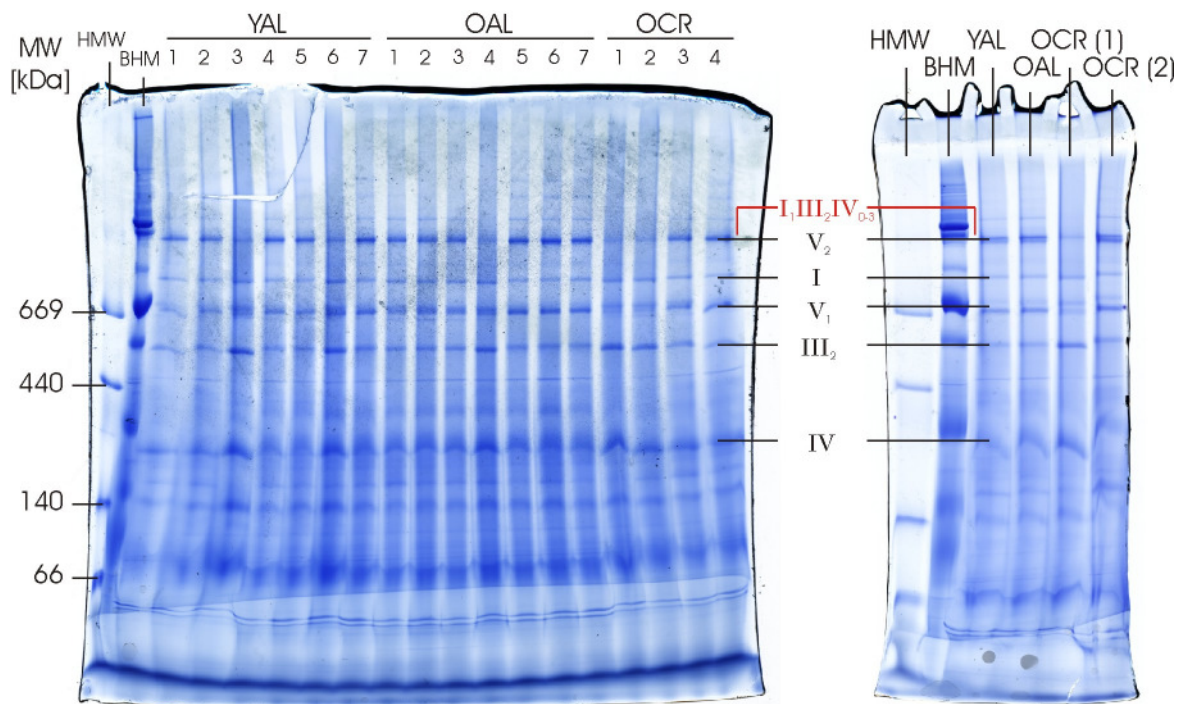 MW
[kDa]
HMW
BHM
YAL
OAL
OCR
1 2 3 4 5 6 7 1 2 3 4 5 6 7 1 2 3 4
669
440
140
66
HMW
BHM
YAL
OAL
OCR (1)
OCR (2)
I₁III₂IV₀₋₃
V₂
I
V₁
III₂
IV